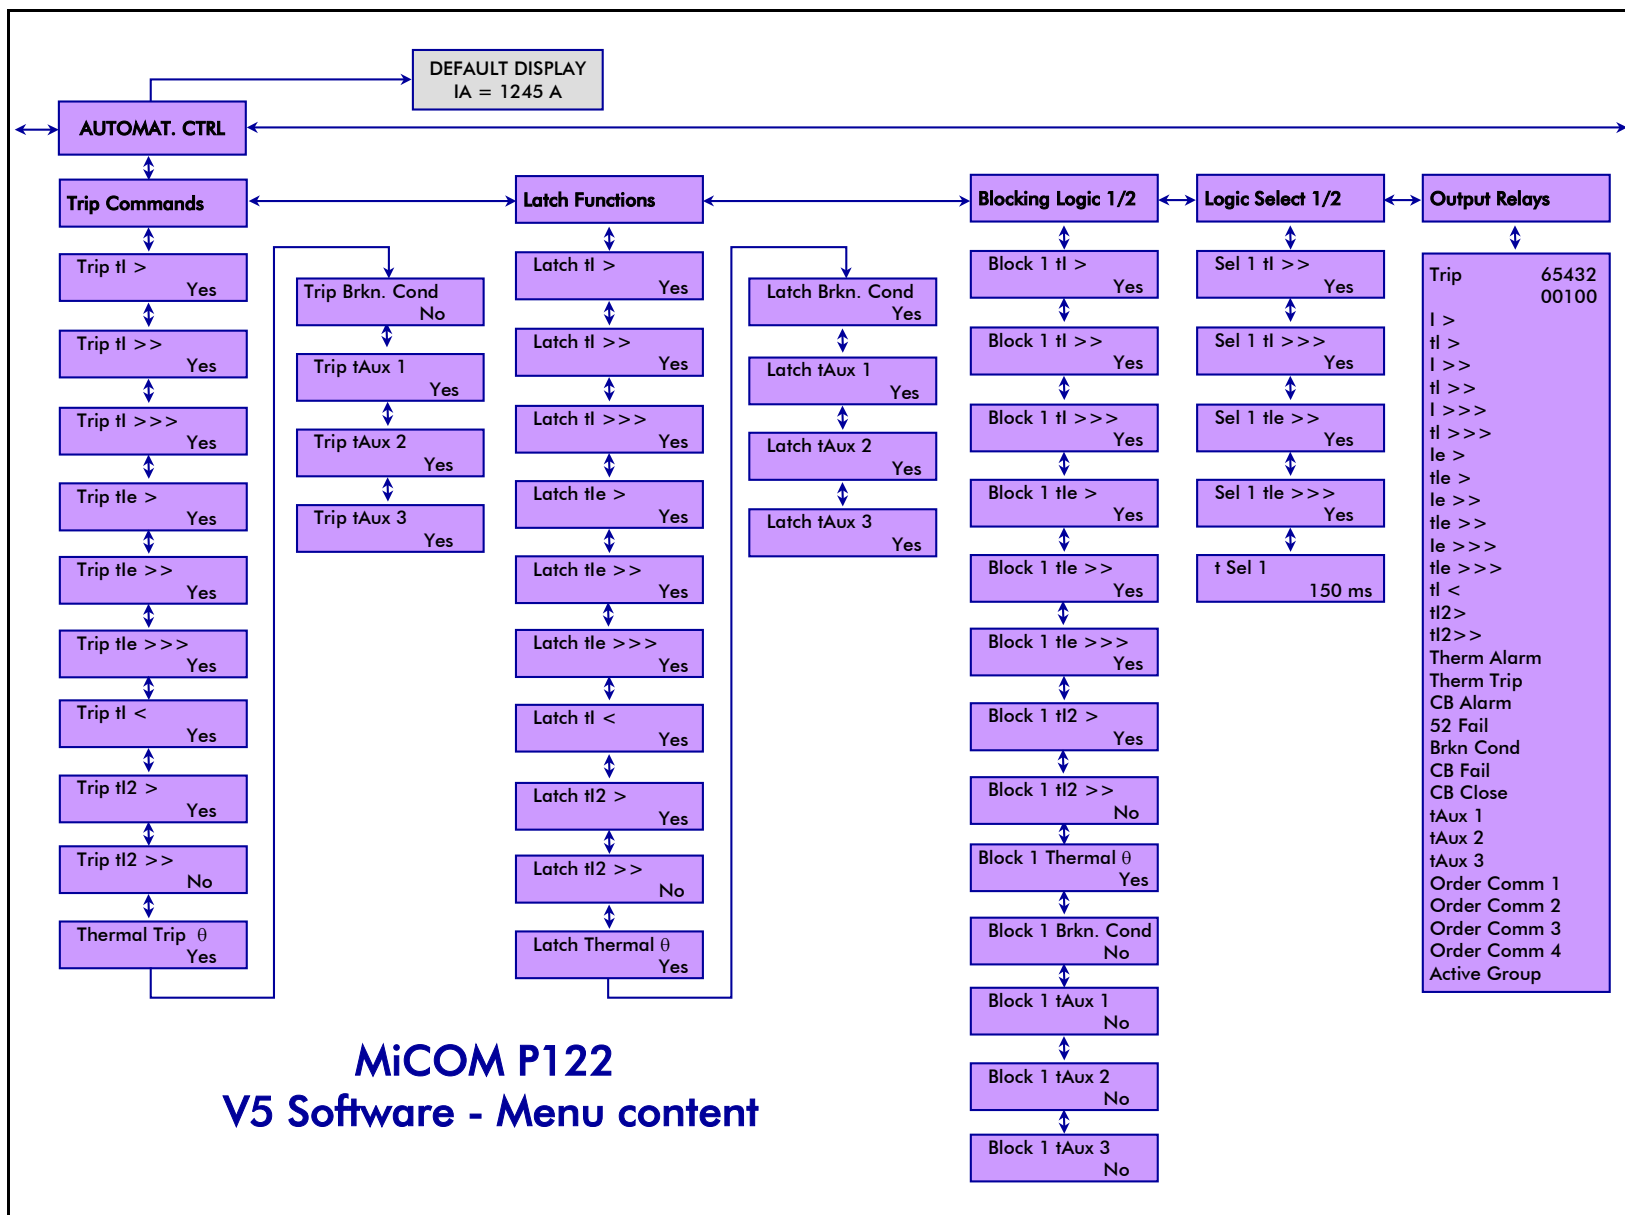 DEFAULT DISPLAY
IA = 1245 A
AUTOMAT. CTRL
Trip Commands
Trip tI >
Yes
Trip tI >>
Yes
Trip tI >>>
Yes
Trip tIe >
Yes
Trip tIe >>
Yes
Trip tIe >>>
Yes
Trip tI <
Yes
Trip tI2 >
Yes
Trip tI2 >>
No
Thermal Trip θ
Yes
Trip Brkn. Cond
No
Trip tAux 1
Yes
Trip tAux 2
Yes
Trip tAux 3
Yes
Latch Functions
Latch tI >
Yes
Latch tI >>
Yes
Latch tI >>>
Yes
Latch tIe >
Yes
Latch tIe >>
Yes
Latch tIe >>>
Yes
Latch tI <
Yes
Latch tI2 >
Yes
Latch tI2 >>
No
Latch Thermal θ
Yes
Latch Brkn. Cond
Yes
Latch tAux 1
Yes
Latch tAux 2
Yes
Latch tAux 3
Yes
Blocking Logic 1/2
Block 1 tI >
Yes
Block 1 tI >>
Yes
Block 1 tI >>>
Yes
Block 1 tIe >
Yes
Block 1 tIe >>
Yes
Block 1 tIe >>>
Yes
Block 1 tI2 >
Yes
Block 1 tI2 >>
No
Block 1 Thermal θ
Yes
Block 1 Brkn. Cond
No
Block 1 tAux 1
No
Block 1 tAux 2
No
Block 1 tAux 3
No
Logic Select 1/2
Sel 1 tI >>
Yes
Sel 1 tI >>>
Yes
Sel 1 tIe >>
Yes
Sel 1 tIe >>>
Yes
t Sel 1
150 ms
Output Relays
Trip 65432
00100
I >
tI >
I >>
tI >>
I >>>
tI >>>
Ie >
tIe >
Ie >>
tIe >>
Ie >>>
tIe >>>
tI <
tI2>
tI2>>
Therm Alarm
Therm Trip
CB Alarm
52 Fail
Brkn Cond
CB Fail
CB Close
tAux 1
tAux 2
tAux 3
Order Comm 1
Order Comm 2
Order Comm 3
Order Comm 4
Active Group
MiCOM P122
V5 Software - Menu content